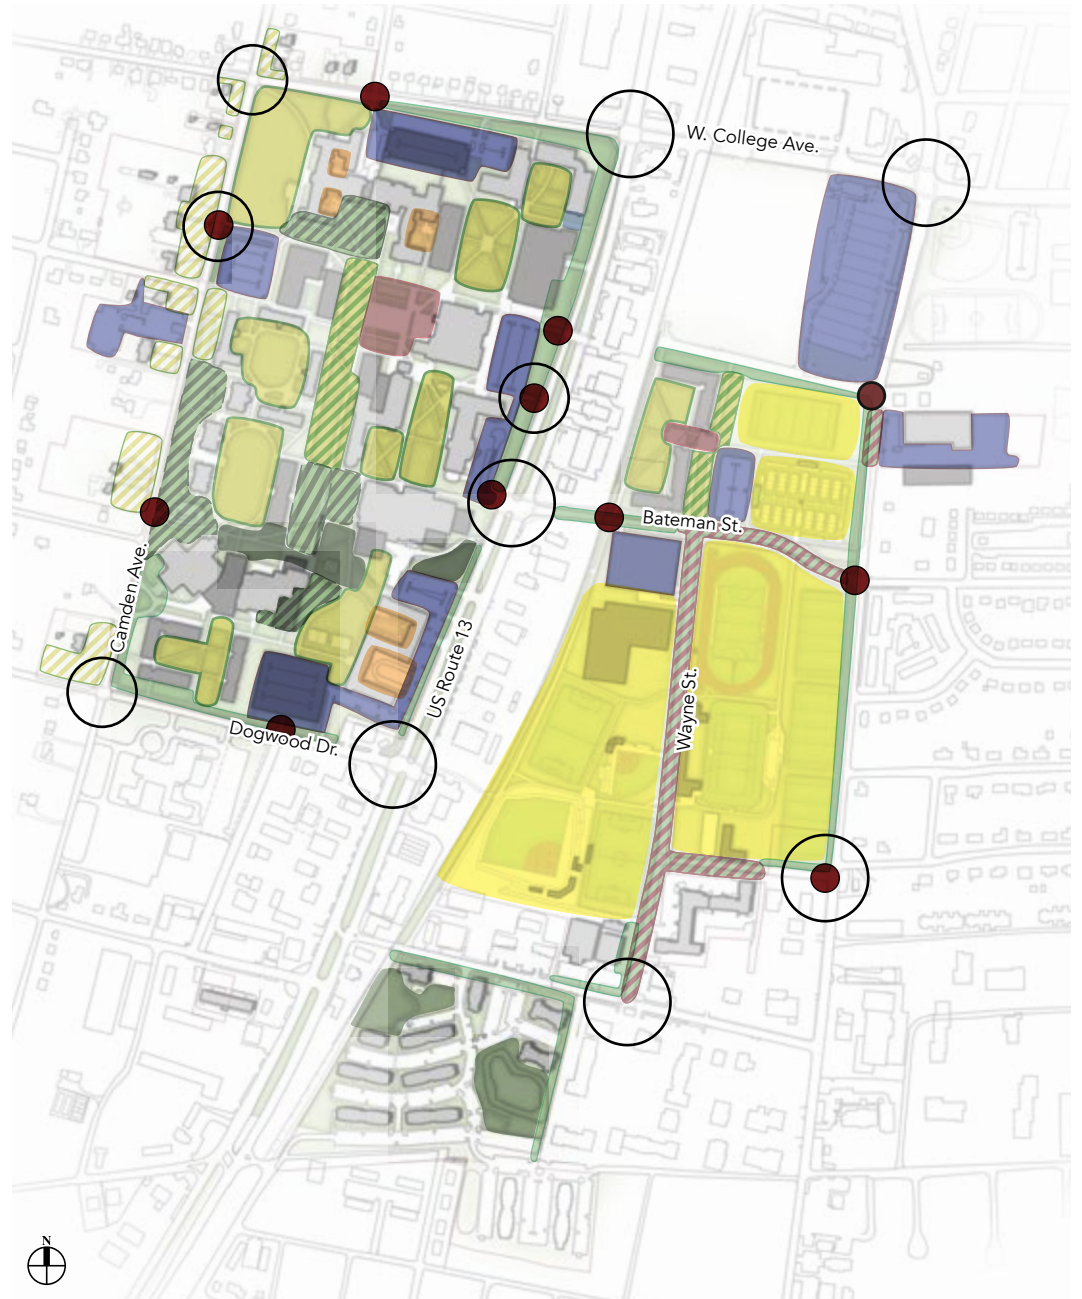 W. College Ave.
Bateman St.
Camden Ave.
US Route 13
Wayne St.
Dogwood Dr.
N